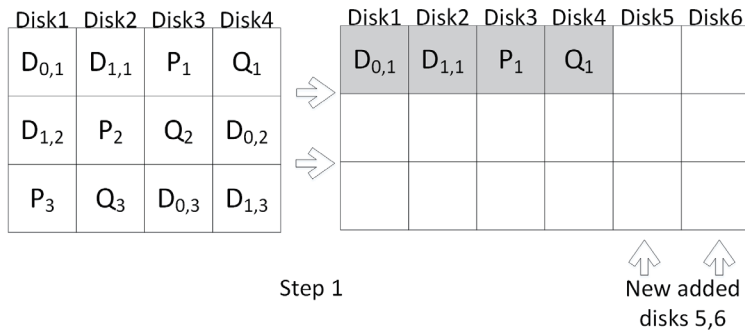 Disk1 Disk2 Disk3 Disk4
D0,1 D1,1 P1 Q1
D1,2 P2 Q2 D0,2
P3 Q3 D0,3 D1,3
Disk1 Disk2 Disk3 Disk4 Disk5 Disk6
D0,1 D1,1 P1 Q1
Step 1
New added
disks 5,6